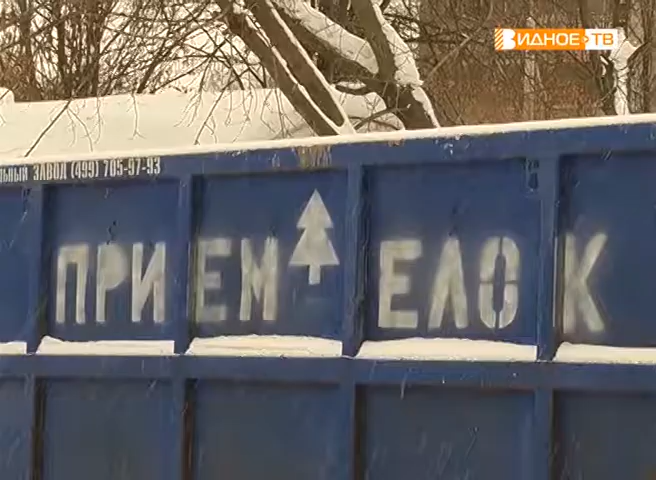 ВИДНОЕ ТВ
ЗАВОД (499) 705-97-93
ПРИЕМ ЕЛОК